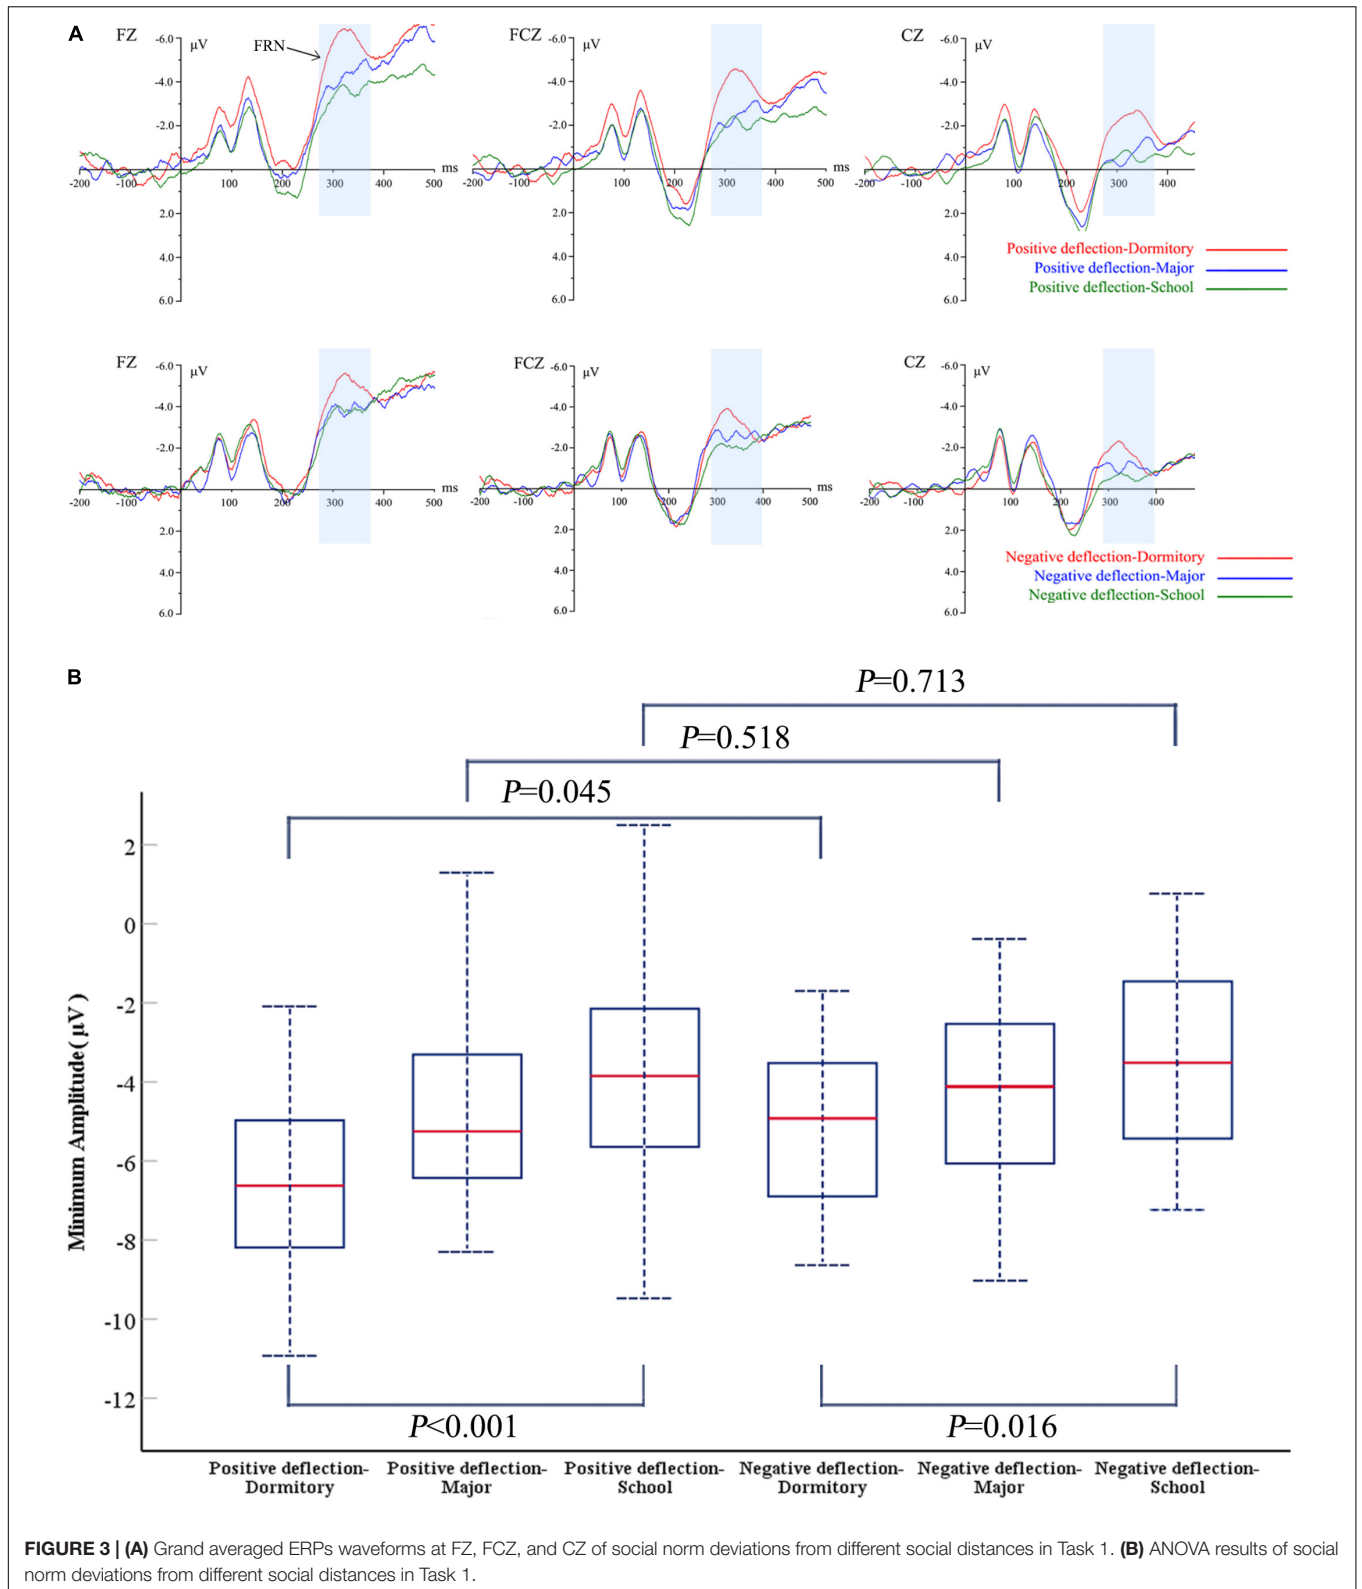 A
FZ
FCZ
CZ
-6.0
μV
FRN
-4.0
-2.0
ms
-200
-100
100
200
300
400
500
2.0
4.0
6.0
-6.0
μV
-4.0
-2.0
ms
-200
-100
100
200
300
400
500
2.0
4.0
6.0
-6.0
μV
-4.0
-2.0
-200
-100
100
200
300
400
2.0
4.0
6.0
Positive deflection-Dormitory
Positive deflection-Major
Positive deflection-School
FZ
FCZ
CZ
-6.0
μV
-4.0
-2.0
ms
-200
-100
100
200
300
400
500
2.0
4.0
6.0
-6.0
μV
-4.0
-2.0
ms
-200
-100
100
200
300
400
500
2.0
4.0
6.0
-6.0
μV
-4.0
-2.0
-200
-100
100
200
300
400
2.0
4.0
6.0
Negative deflection-Dormitory
Negative deflection-Major
Negative deflection-School
B
P=0.713
P=0.518
P=0.045
2
0
-2
-4
-6
-8
-10
-12
Minimum Amplitude( μV )
P<0.001
P=0.016
Positive deflection-
Dormitory
Positive deflection-
Major
Positive deflection-
School
Negative deflection-
Dormitory
Negative deflection-
Major
Negative deflection-
School
FIGURE 3 | (A) Grand averaged ERPs waveforms at FZ, FCZ, and CZ of social norm deviations from different social distances in Task 1. (B) ANOVA results of social
norm deviations from different social distances in Task 1.